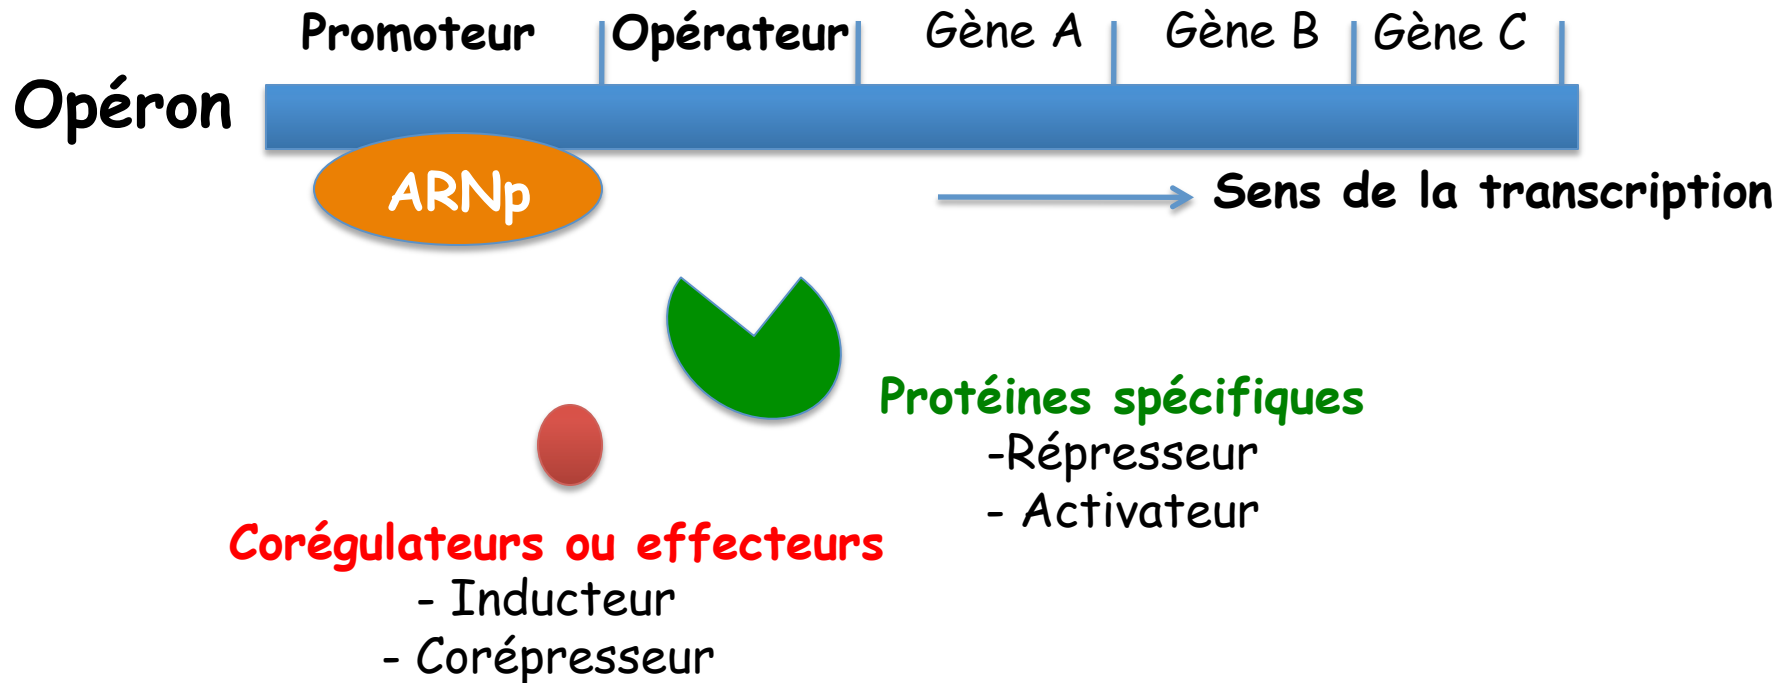 Promoteur Opérateur Gène A Gène B Gène C
Opéron
ARNp
Sens de la transcription
Protéines spécifiques
-Répresseur
- Activateur
Corégulateurs ou effecteurs
- Inducteur
- Corépresseur